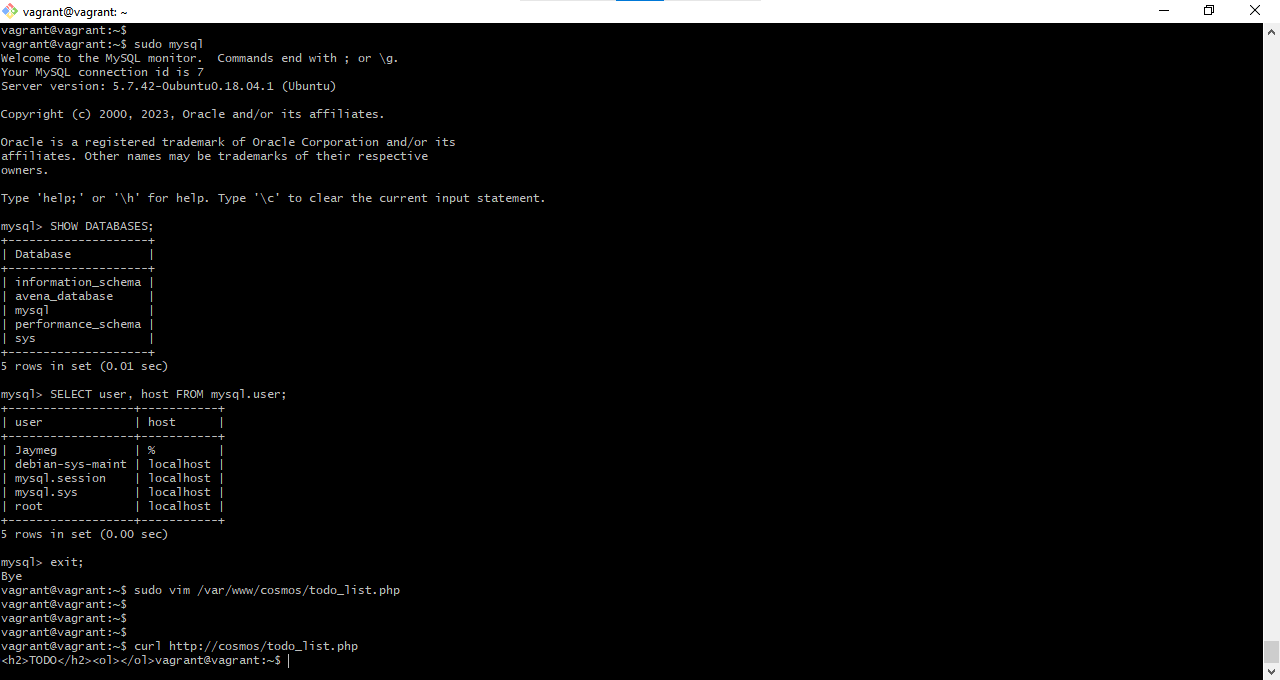 vagrant@vagrant: ~
vagrant@vagrant:~$
vagrant@vagrant:~$ sudo mysql
Welcome to the MySQL monitor.  Commands end with ; or \g.
Your MySQL connection id is 7
Server version: 5.7.42-0ubuntu0.18.04.1 (Ubuntu)

Copyright (c) 2000, 2023, Oracle and/or its affiliates.

Oracle is a registered trademark of Oracle Corporation and/or its
affiliates. Other names may be trademarks of their respective
owners.

Type 'help;' or '\h' for help. Type '\c' to clear the current input statement.

mysql> SHOW DATABASES;
+--------------------+
| Database           |
+--------------------+
| information_schema |
| avena_database     |
| mysql              |
| performance_schema |
| sys                |
+--------------------+
5 rows in set (0.01 sec)

mysql> SELECT user, host FROM mysql.user;
+------------------+-----------+
| user             | host      |
+------------------+-----------+
| Jaymeg           | %         |
| debian-sys-maint | localhost |
| mysql.session    | localhost |
| mysql.sys        | localhost |
| root             | localhost |
+------------------+-----------+
5 rows in set (0.00 sec)

mysql> exit;
Bye
vagrant@vagrant:~$ sudo vim /var/www/cosmos/todo_list.php
vagrant@vagrant:~$
vagrant@vagrant:~$
vagrant@vagrant:~$
vagrant@vagrant:~$ curl http://cosmos/todo_list.php
<h2>TODO</h2><ol></ol>vagrant@vagrant:~$